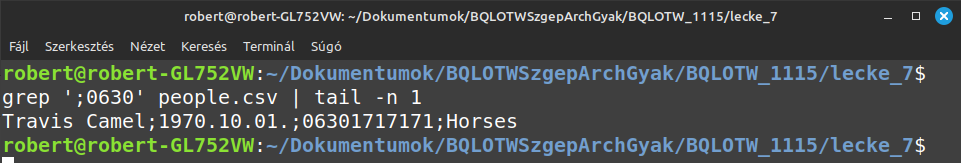 robert@robert-GL752VW: ~/Dokumentumok/BQLOTWSzgepArchGyak/BQLOTW_1115/lecke_7
Fájl Szerkesztés Nézet Keresés Terminál Súgó
robert@robert-GL752VW:~/Dokumentumok/BQLOTWSzgepArchGyak/BQLOTW_1115/lecke_7$
grep ';0630' people.csv | tail -n 1
Travis Camel;1970.10.01.;06301717171;Horses
robert@robert-GL752VW:~/Dokumentumok/BQLOTWSzgepArchGyak/BQLOTW_1115/lecke_7$